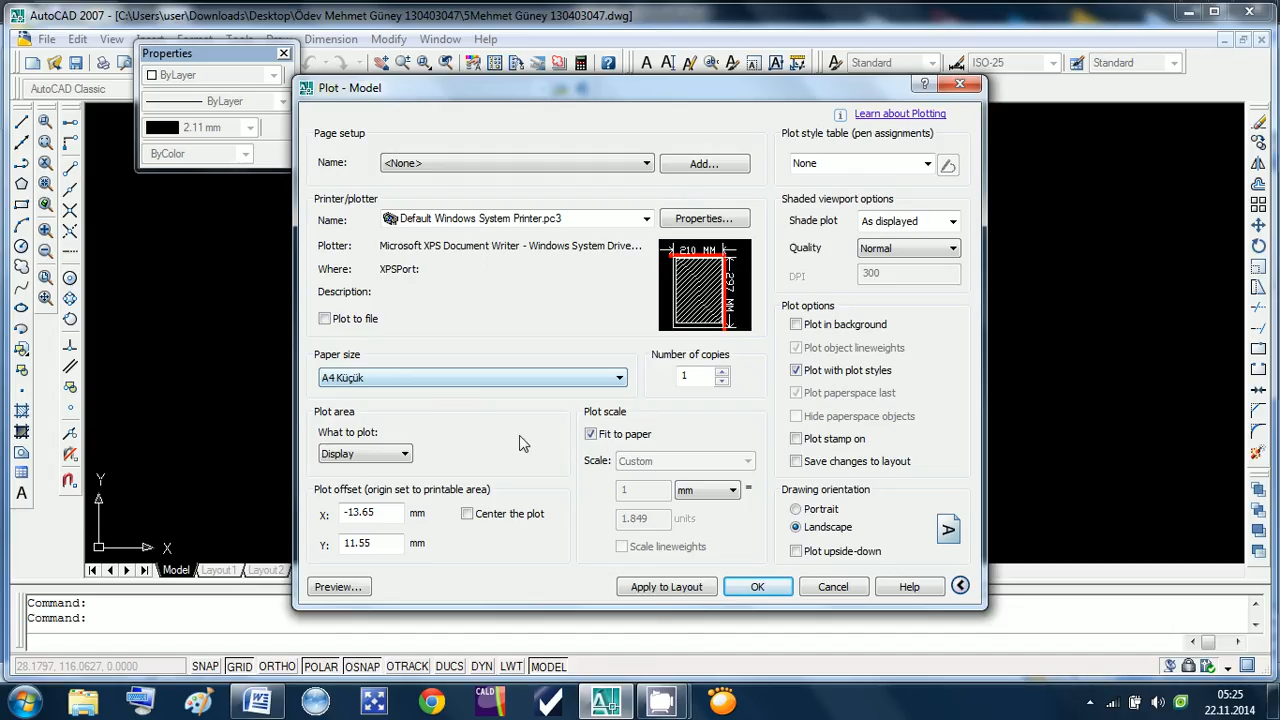 AutoCAD 2007 - [C:\Users\user\Downloads\Desktop\Ödev Mehmet Güney 130403047\5Mehmet Güney 130403047.dwg]
File Edit View Dimension Modify Window Help
Properties
ByLayer
ByLayer
2.11 mm
ByColor
AutoCAD Classic
Standard ISO-25 Standard
Plot - Model
Learn about Plotting
Page setup
Name: <None> Add...
Printer/plotter
Name: Default Windows System Printer.pc3 Properties...
Plotter: Microsoft XPS Document Writer - Windows System Drive...
Where: XPSPort:
Description:
Plot to file
210 MM
297 MM
Paper size
A4 Küçük
Number of copies
1
Plot area
What to plot:
Display
Plot offset (origin set to printable area)
X: -13.65 mm
Center the plot
Y: 11.55 mm
Plot scale
Fit to paper
Scale: Custom
1 mm =
1.849 units
Scale lineweights
Plot style table (pen assignments)
None
Shaded viewport options
Shade plot As displayed
Quality Normal
DPI 300
Plot options
Plot in background
Plot object lineweights
Plot with plot styles
Plot paperspace last
Hide paperspace objects
Plot stamp on
Save changes to layout
Drawing orientation
Portrait
Landscape
Plot upside-down
A
Preview... Apply to Layout OK Cancel Help
Y
X
Model Layout1 Layout2
Command:
Command:
28.1797, 116.0627, 0.0000 SNAP GRID ORTHO POLAR OSNAP OTRACK DUCS DYN LWT MODEL
CALD
05:25
22.11.2014